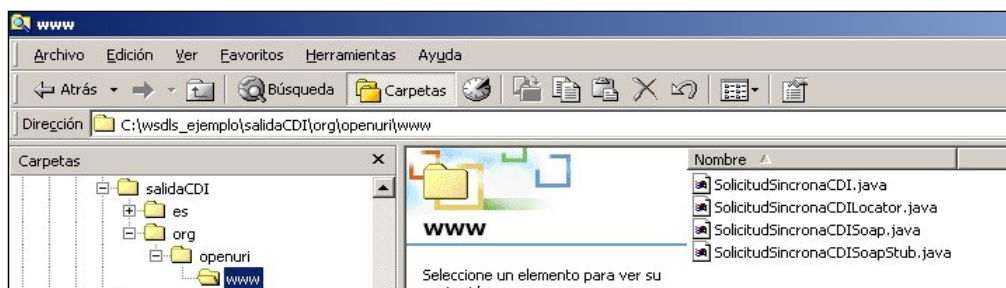 www
Archivo Edición Ver Favoritos Herramientas Ayuda
Atrás Búsqueda Carpetas
Dirección C:\wsdls_ejemplo\salidaCDI\org\openuri\www
Carpetas
salidaCDI
es
org
openuri
www
www
Seleccione un elemento para ver su
Nombre
SolicitudSincronaCDI.java
SolicitudSincronaCDILocator.java
SolicitudSincronaCDISoap.java
SolicitudSincronaCDISoapStub.java